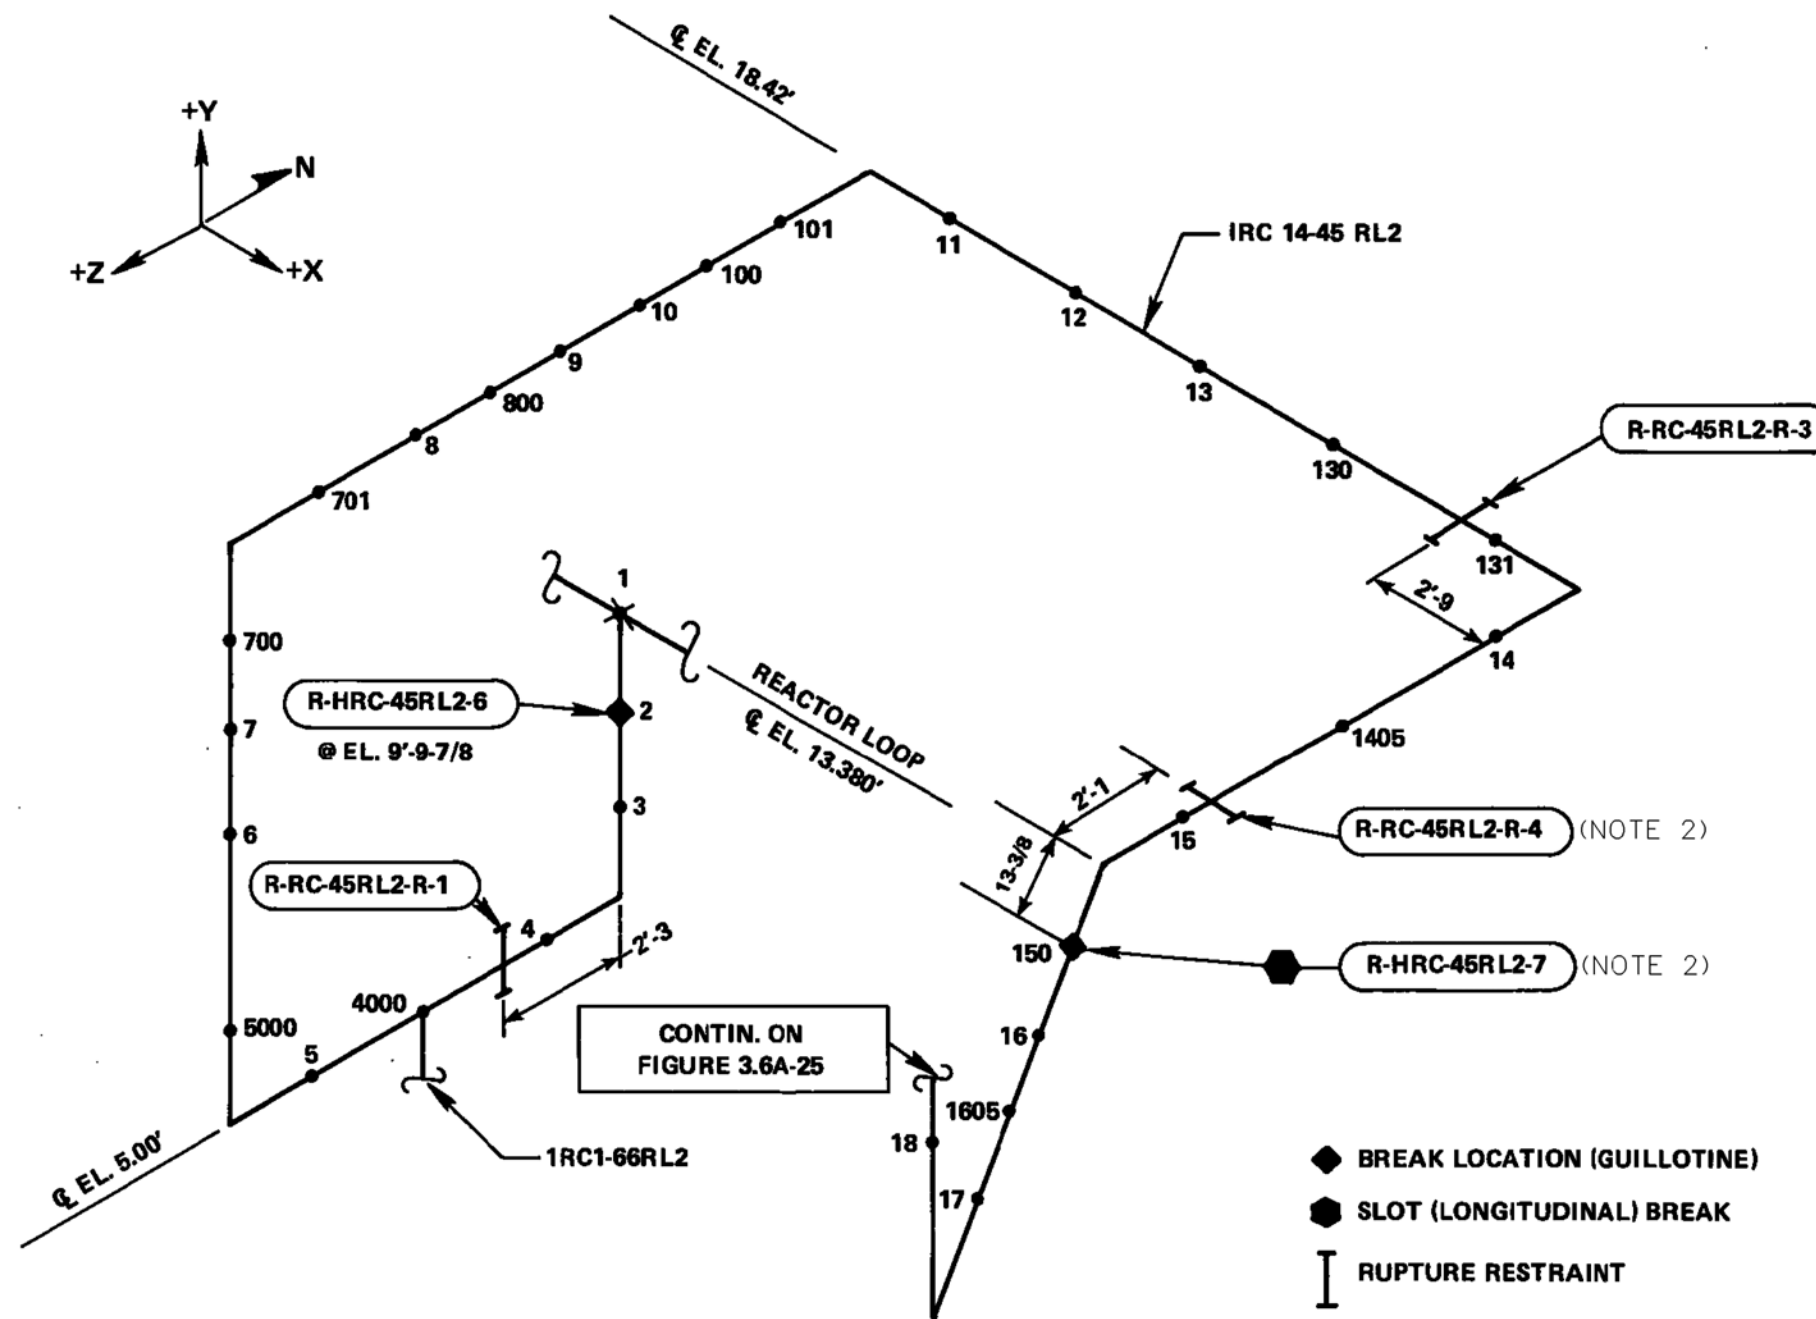 ℄ EL. 18.42'
+Y
N
+Z
+X
101
100
10
9
800
8
701
11
12
IRC 14-45 RL2
13
130
R-RC-45RL2-R-3
131
2'-9
14
1405
700
7
6
5000
1
R-HRC-45RL2-6
@ EL. 9'-9-7/8
2
3
REACTOR LOOP
℄ EL. 13.380'
2'-1
13-3/8
15
R-RC-45RL2-R-4 (NOTE 2)
R-RC-45RL2-R-1
4
2'-3
4000
5
150
R-HRC-45RL2-7 (NOTE 2)
16
CONTIN. ON
FIGURE 3.6A-25
1605
18
17
1RC1-66RL2
℄ EL. 5.00'
BREAK LOCATION (GUILLOTINE)
SLOT (LONGITUDINAL) BREAK
RUPTURE RESTRAINT